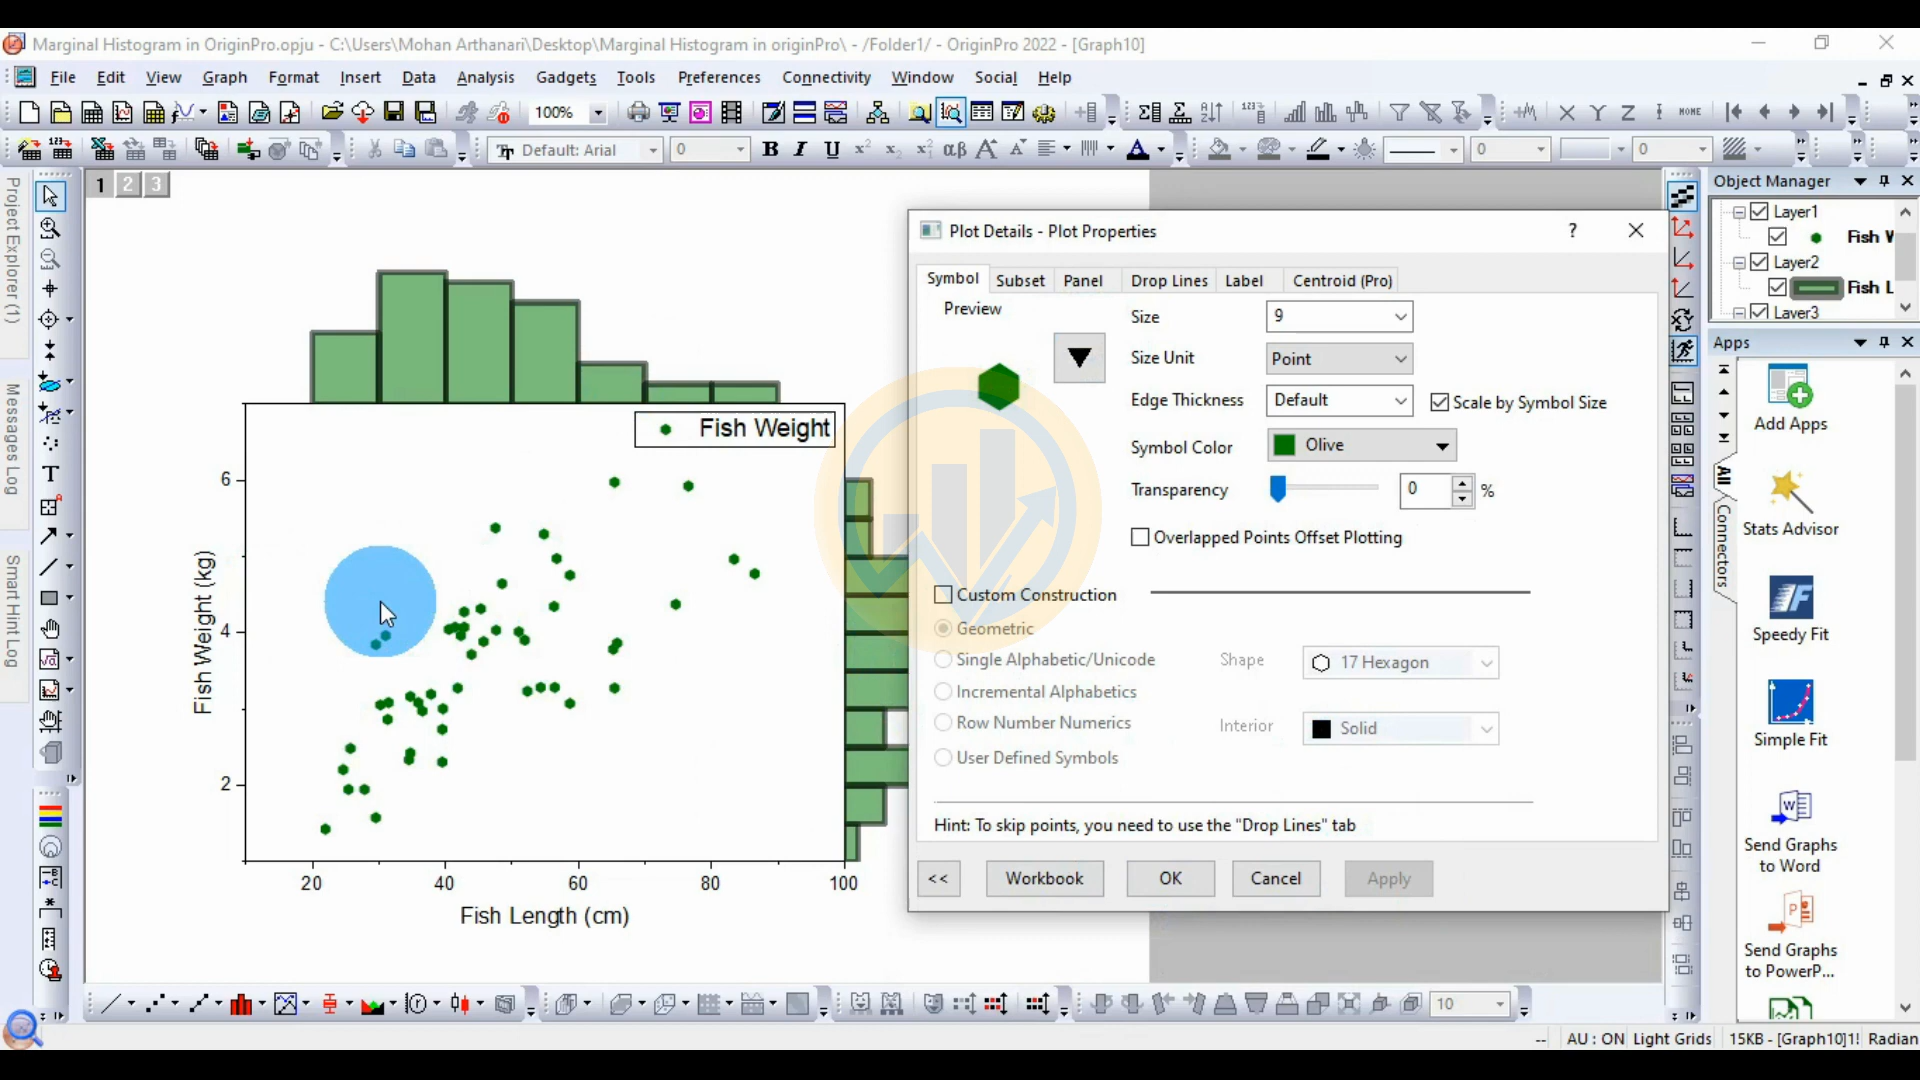 Marginal Histogram in OriginPro.opju - C:\Users\Mohan Arthanari\Desktop\Marginal Histogram in originPro\ - /Folder1/ - OriginPro 2022 - [Graph10]
File Edit View Graph Format Insert Data Analysis Gadgets Tools Preferences Connectivity Window Social Help
100%
HOME
Default: Arial 0 B I U αβ A A 0 0
1 2 3
Project Explorer (1)
Messages Log
Smart Hint Log
Fish Weight
6
4
2
Fish Weight (kg)
20 40 60 80 100
Fish Length (cm)
Plot Details - Plot Properties ?
Symbol Subset Panel Drop Lines Label Centroid (Pro)
Preview
Size 9
Size Unit Point
Edge Thickness Default Scale by Symbol Size
Symbol Color Olive
Transparency 0 %
Overlapped Points Offset Plotting
Custom Construction
Geometric
Single Alphabetic/Unicode
Incremental Alphabetics
Row Number Numerics
User Defined Symbols
Shape 17 Hexagon
Interior Solid
Hint: To skip points, you need to use the "Drop Lines" tab
<< Workbook OK Cancel Apply
Object Manager
Layer1
Fish W
Layer2
Fish L
Layer3
Apps
All
Connectors
Add Apps
Stats Advisor
Speedy Fit
Simple Fit
Send Graphs
to Word
Send Graphs
to PowerP...
10
-- AU : ON Light Grids 15KB - [Graph10]1! Radian